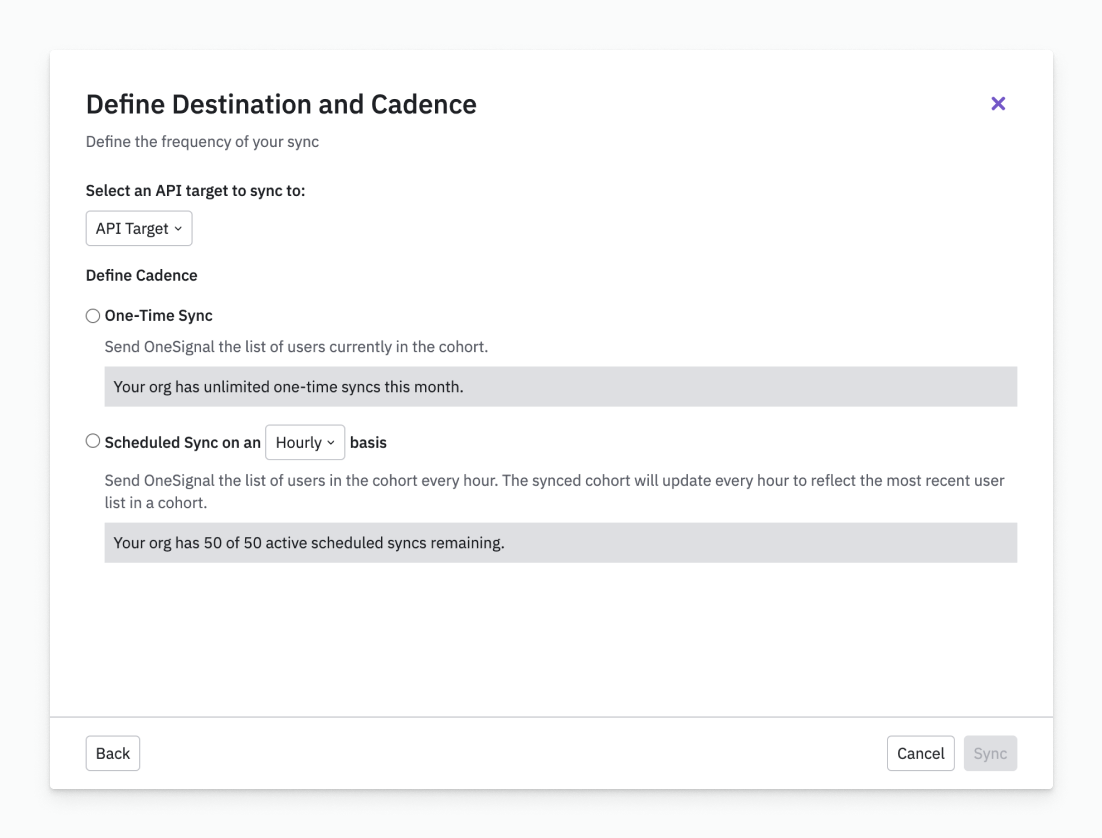 Define Destination and Cadence
Define the frequency of your sync
Select an API target to sync to:
API Target
Define Cadence
One-Time Sync
Send OneSignal the list of users currently in the cohort.
Your org has unlimited one-time syncs this month.
Scheduled Sync on an Hourly basis
Send OneSignal the list of users in the cohort every hour. The synced cohort will update every hour to reflect the most recent user
list in a cohort.
Your org has 50 of 50 active scheduled syncs remaining.
Back Cancel Sync